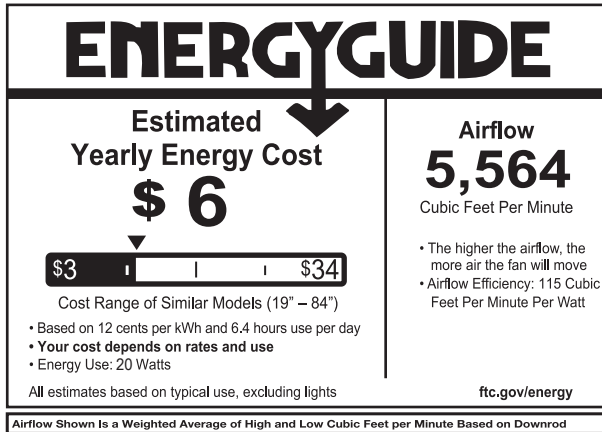 ENERGYGUIDE
Estimated
Yearly Energy Cost
$ 6
$3 $34
Cost Range of Similar Models (19” – 84”)
• Based on 12 cents per kWh and 6.4 hours use per day
• Your cost depends on rates and use
• Energy Use: 20 Watts
All estimates based on typical use, excluding lights
Airflow
5,564
Cubic Feet Per Minute
• The higher the airflow, the
more air the fan will move
• Airflow Efficiency: 115 Cubic
Feet Per Minute Per Watt
ftc.gov/energy
Airflow Shown Is a Weighted Average of High and Low Cubic Feet per Minute Based on Downrod